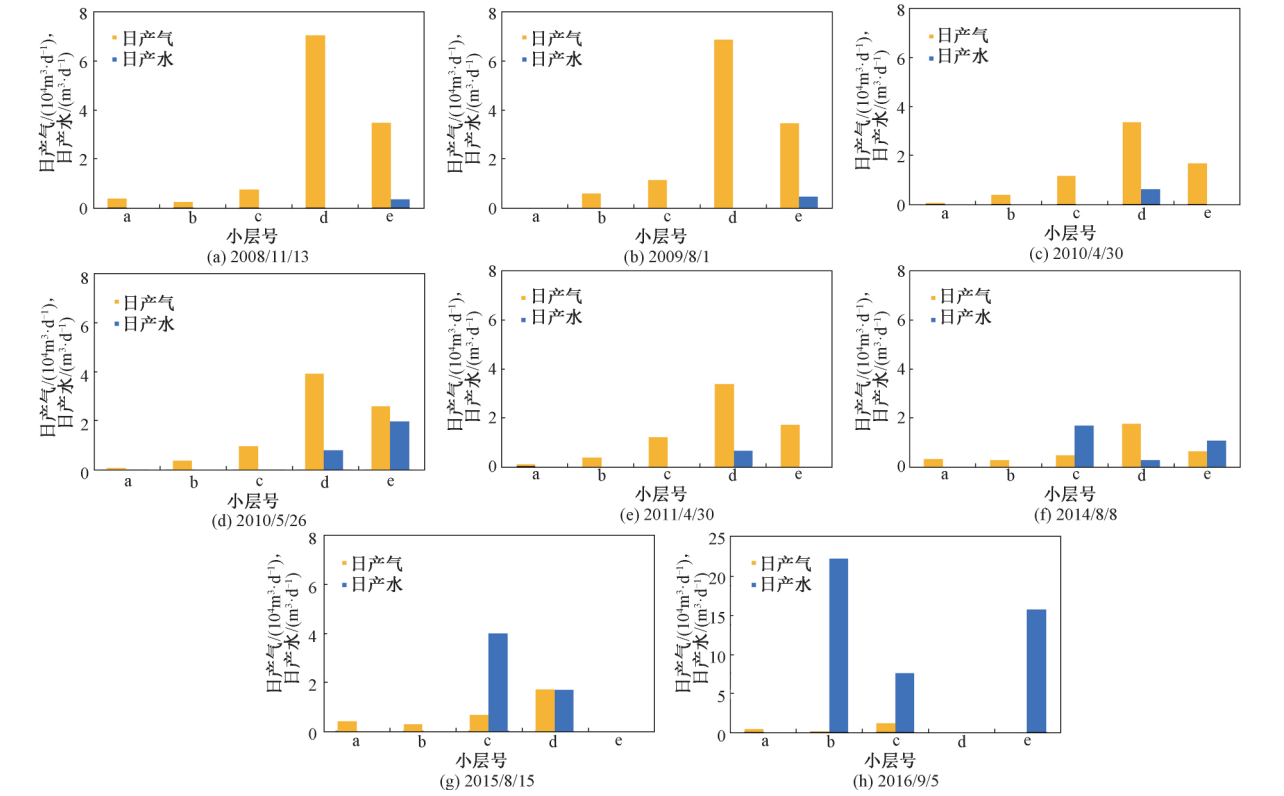 日产气/(10⁴m³·d⁻¹),
日产水/(m³·d⁻¹)
8
6
4
2
0
日产气
日产水
a b c d e
小层号
(a) 2008/11/13
日产气/(10⁴m³·d⁻¹),
日产水/(m³·d⁻¹)
8
6
4
2
0
日产气
日产水
a b c d e
小层号
(b) 2009/8/1
日产气/(10⁴m³·d⁻¹),
日产水/(m³·d⁻¹)
8
6
4
2
0
日产气
日产水
a b c d e
小层号
(c) 2010/4/30
日产气/(10⁴m³·d⁻¹),
日产水/(m³·d⁻¹)
8
6
4
2
0
日产气
日产水
a b c d e
小层号
(d) 2010/5/26
日产气/(10⁴m³·d⁻¹),
日产水/(m³·d⁻¹)
8
6
4
2
0
日产气
日产水
a b c d e
小层号
(e) 2011/4/30
日产气/(10⁴m³·d⁻¹),
日产水/(m³·d⁻¹)
8
6
4
2
0
日产气
日产水
a b c d e
小层号
(f) 2014/8/8
日产气/(10⁴m³·d⁻¹),
日产水/(m³·d⁻¹)
8
6
4
2
0
日产气
日产水
a b c d e
小层号
(g) 2015/8/15
日产气/(10⁴m³·d⁻¹),
日产水/(m³·d⁻¹)
25
20
15
10
5
0
日产气
日产水
a b c d e
小层号
(h) 2016/9/5